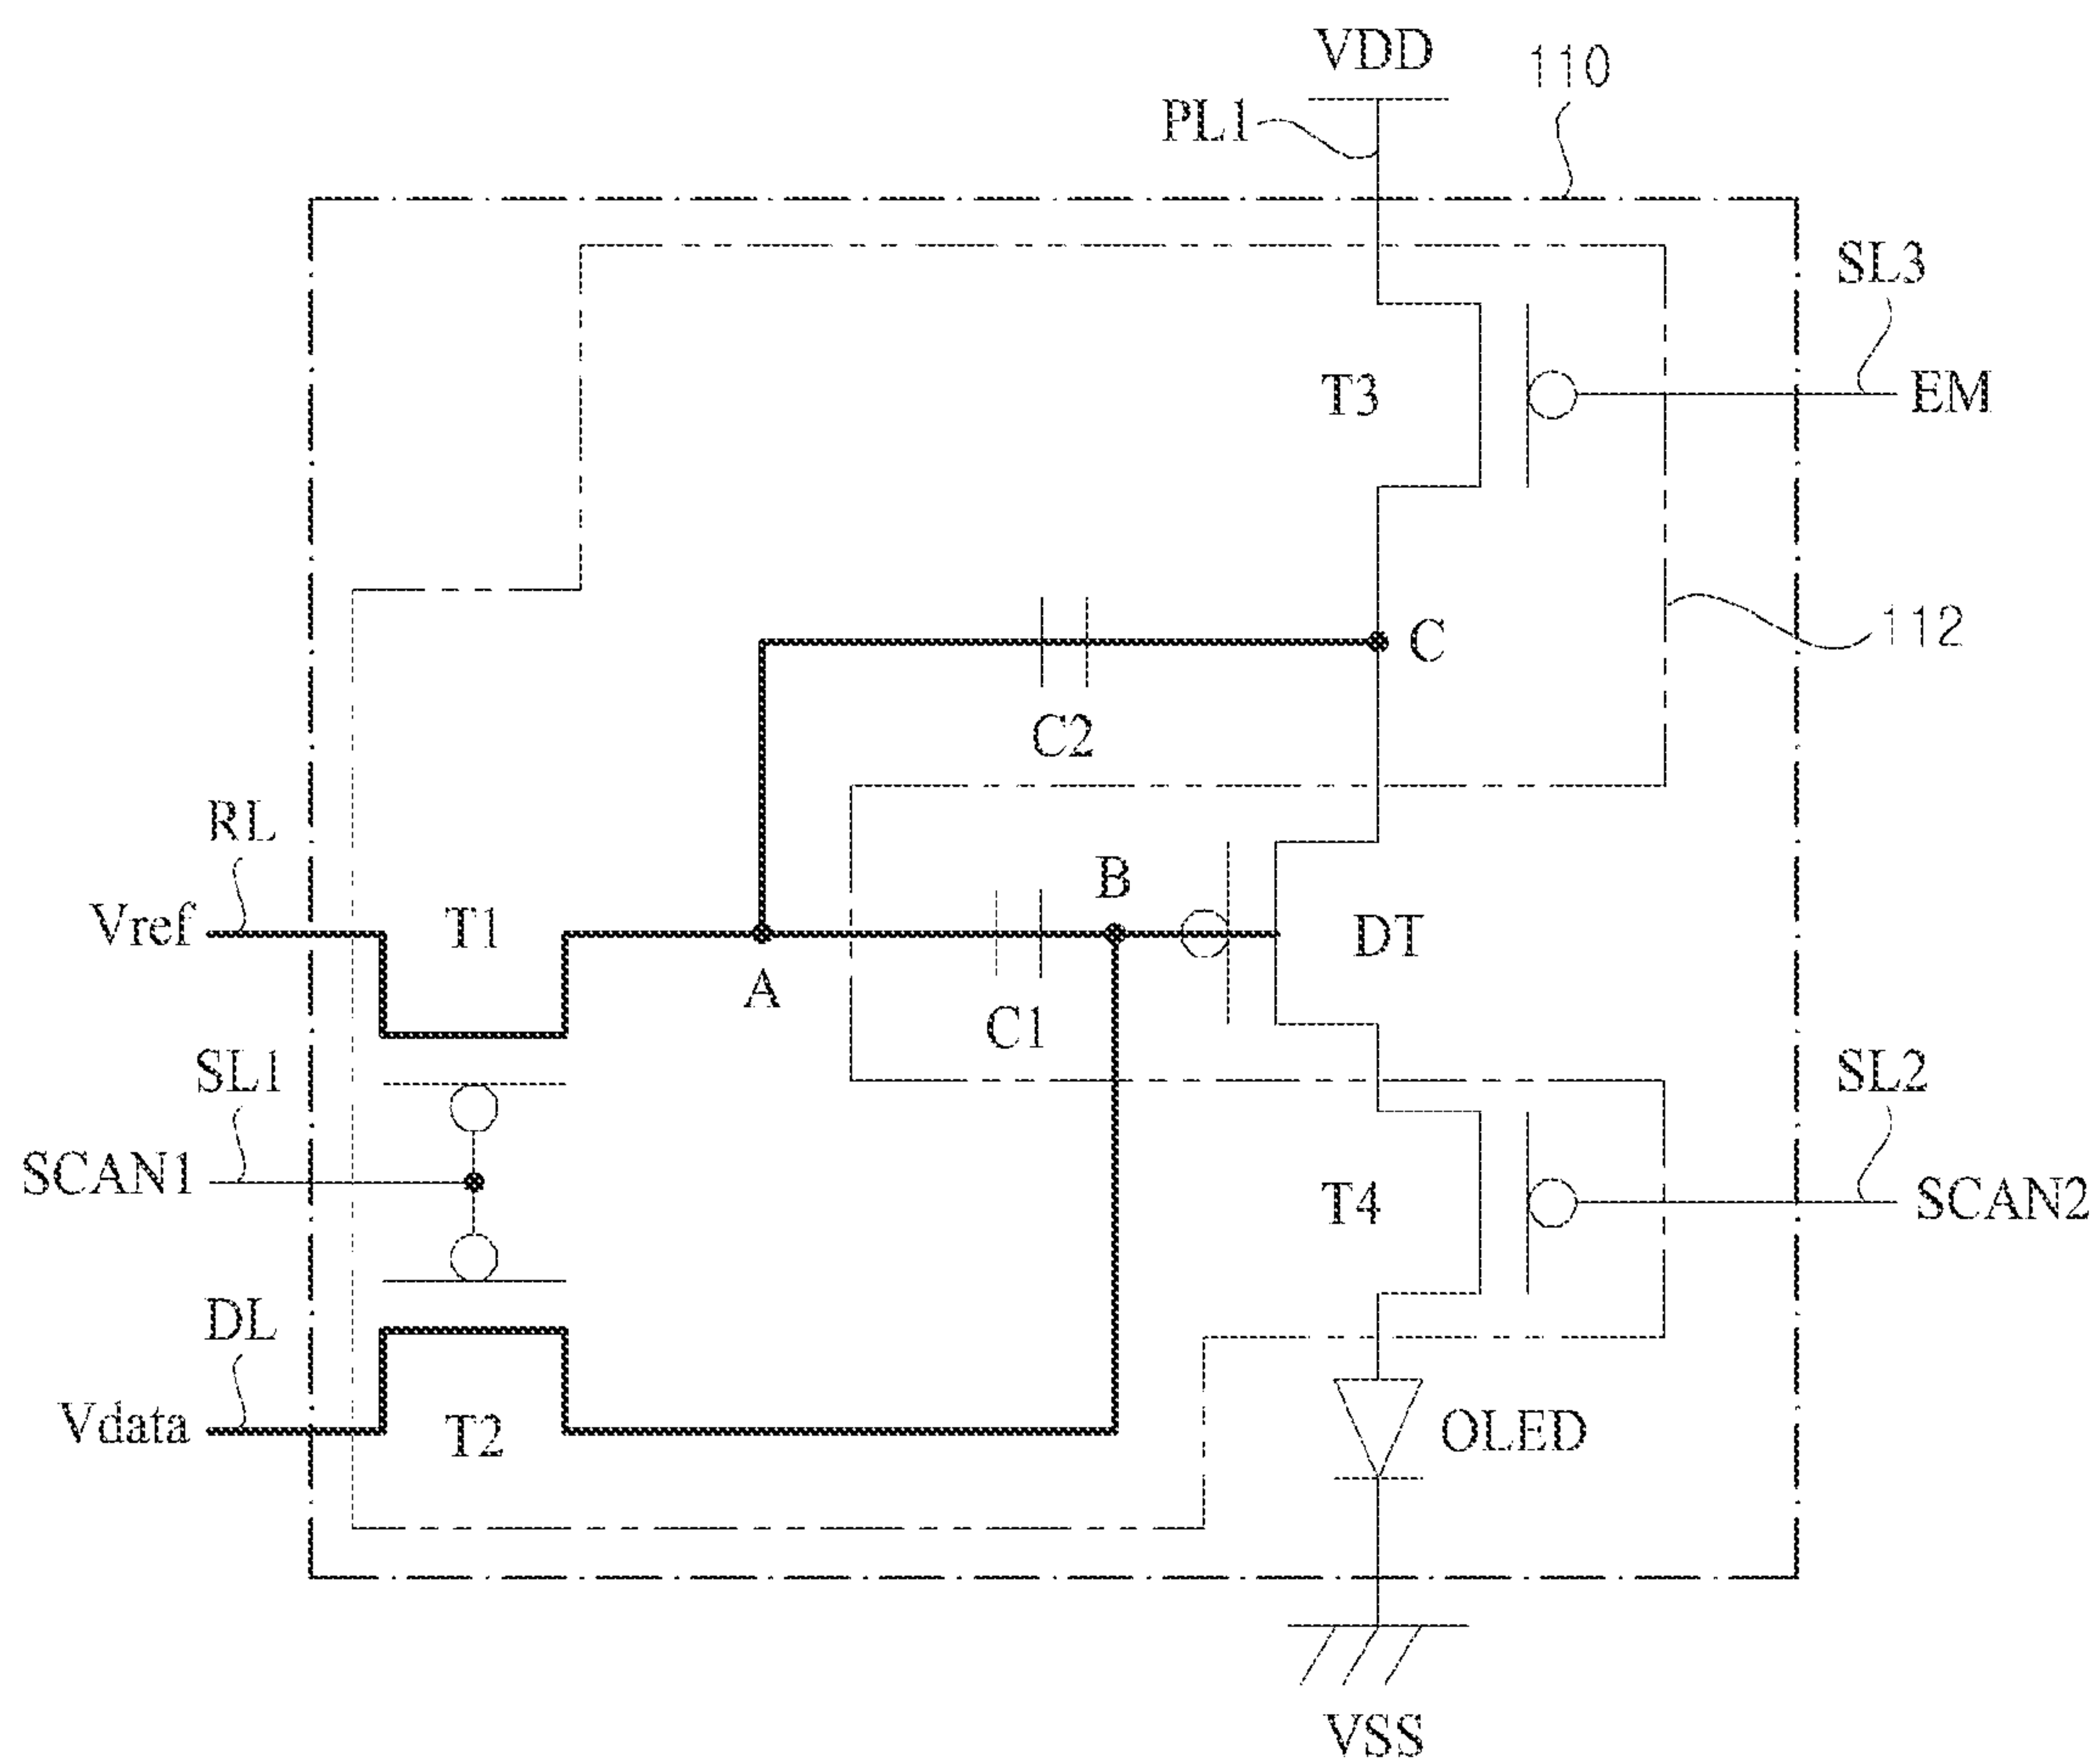 VDD
110
PL1
SL3
T3
EM
112
C
C2
RL
B
Vref
T1
DT
A
C1
SL1
SL2
SCAN1
T4
SCAN2
DL
Vdata
T2
OLED
VSS